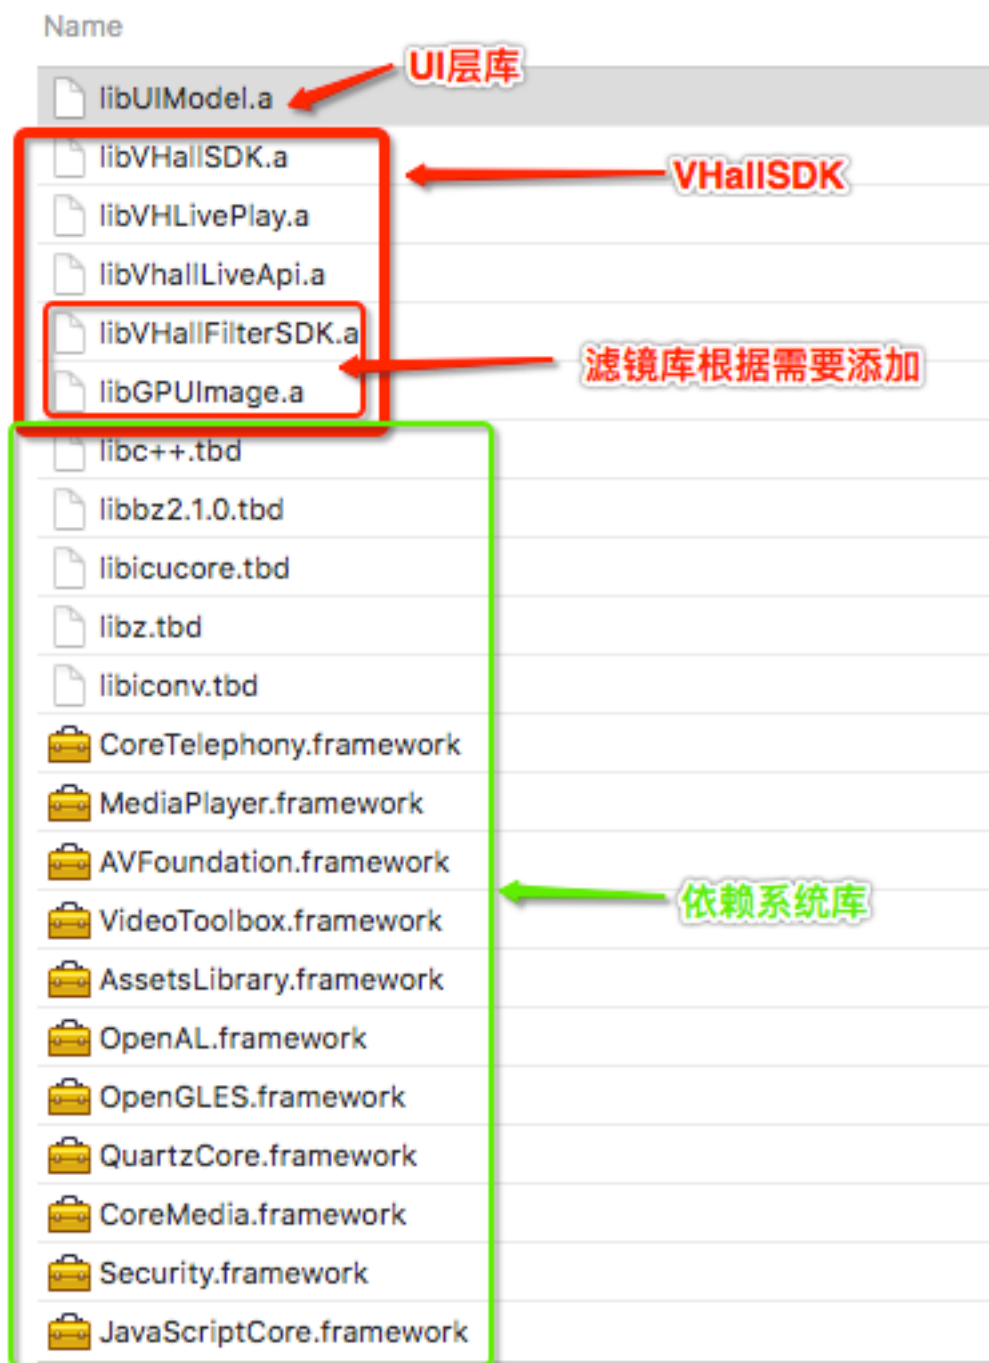 Name
UI层库
libUIModel.a
libVHallSDK.a
VHallSDK
libVHLivePlay.a
libVhallLiveApi.a
libVHallFilterSDK.a
滤镜库根据需要添加
libGPUImage.a
libc++.tbd
libbz2.1.0.tbd
libicucore.tbd
libz.tbd
libiconv.tbd
CoreTelephony.framework
MediaPlayer.framework
AVFoundation.framework
依赖系统库
VideoToolbox.framework
AssetsLibrary.framework
OpenAL.framework
OpenGLES.framework
QuartzCore.framework
CoreMedia.framework
Security.framework
JavaScriptCore.framework